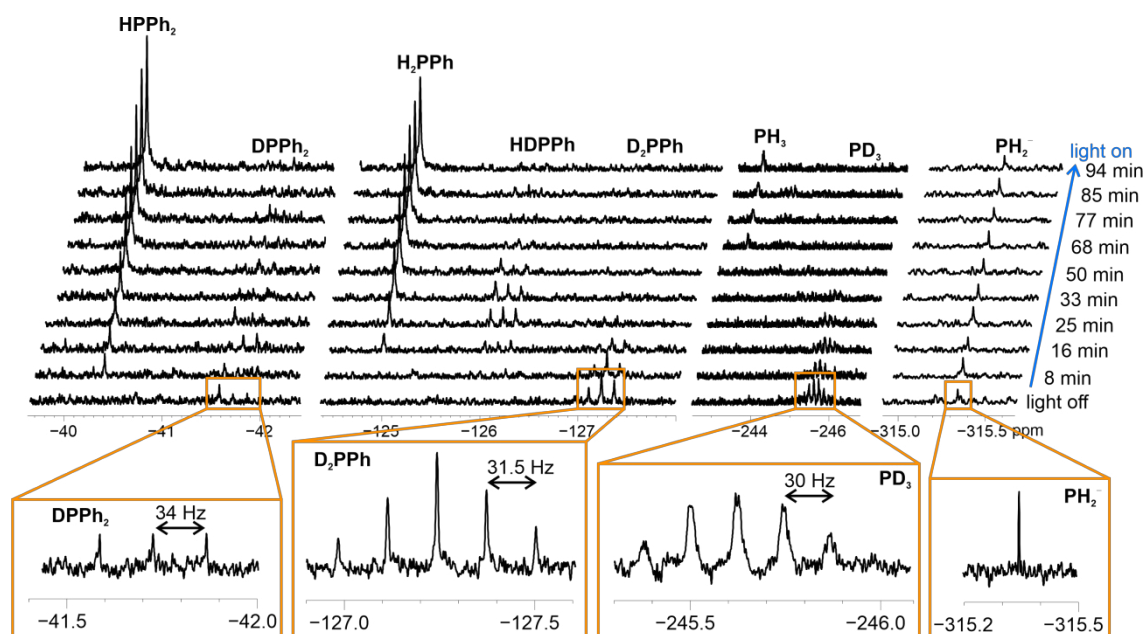 HPPh₂
H₂PPh
DPPh₂
HDPPh
D₂PPh
PH₃
PD₃
PH₂⁻
light on
94 min
85 min
77 min
68 min
50 min
33 min
25 min
16 min
8 min
light off
−40 −41 −42 −125 −126 −127 −244 −246 −315.0 −315.5 ppm
DPPh₂
34 Hz
−41.5 −42.0
D₂PPh
31.5 Hz
−127.0 −127.5
30 Hz
PD₃
−245.5 −246.0
PH₂⁻
−315.2 −315.5